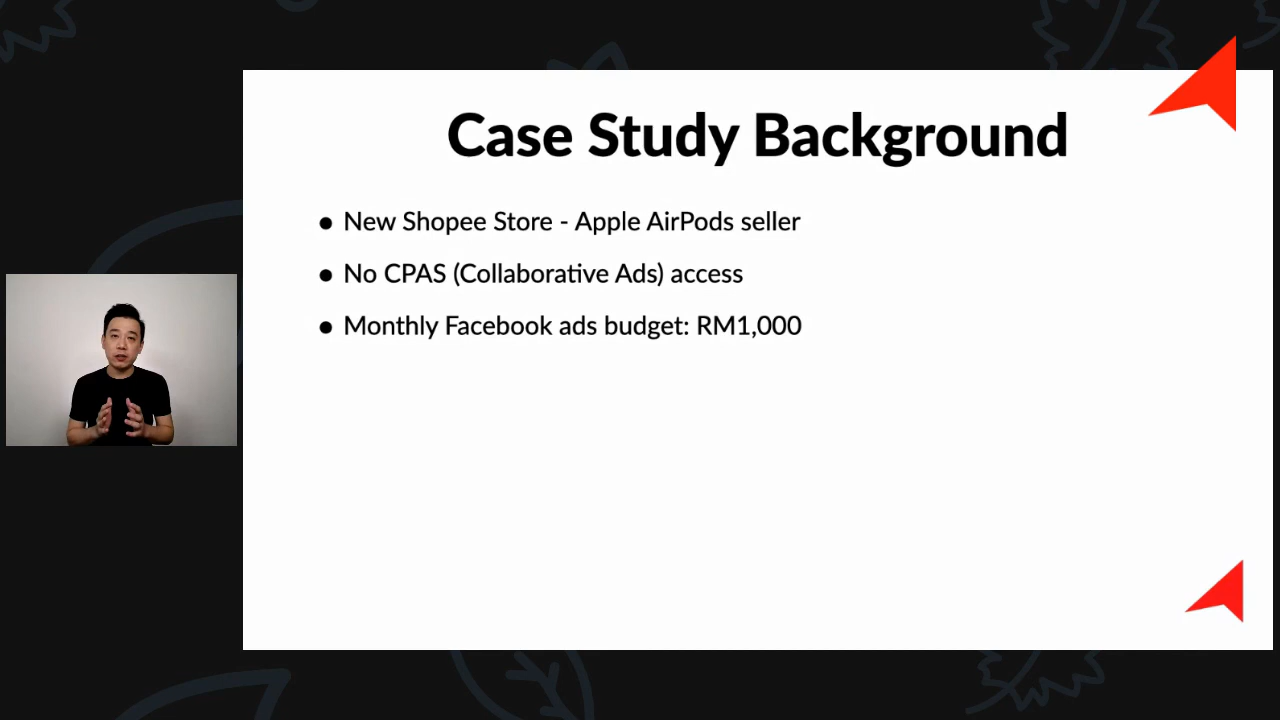 Case Study Background
● New Shopee Store - Apple AirPods seller
● No CPAS (Collaborative Ads) access
● Monthly Facebook ads budget: RM1,000